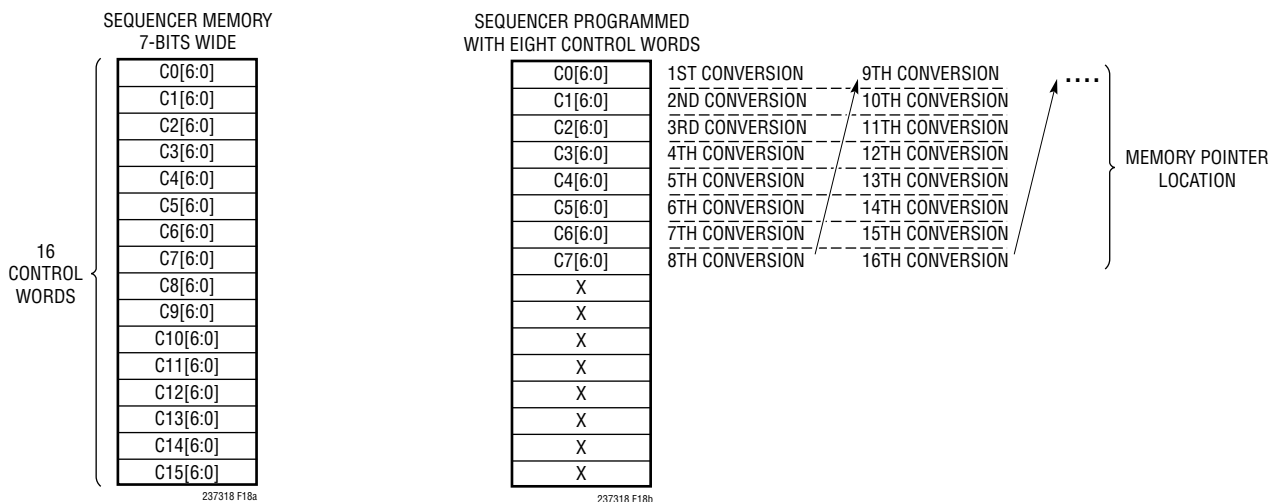 SEQUENCER MEMORY
7-BITS WIDE
C0[6:0]
C1[6:0]
C2[6:0]
C3[6:0]
C4[6:0]
C5[6:0]
C6[6:0]
C7[6:0]
C8[6:0]
C9[6:0]
C10[6:0]
C11[6:0]
C12[6:0]
C13[6:0]
C14[6:0]
C15[6:0]
16
CONTROL
WORDS
237318 F18a
SEQUENCER PROGRAMMED
WITH EIGHT CONTROL WORDS
C0[6:0] 1ST CONVERSION 9TH CONVERSION ....
C1[6:0] 2ND CONVERSION 10TH CONVERSION
C2[6:0] 3RD CONVERSION 11TH CONVERSION
C3[6:0] 4TH CONVERSION 12TH CONVERSION
C4[6:0] 5TH CONVERSION 13TH CONVERSION
C5[6:0] 6TH CONVERSION 14TH CONVERSION
C6[6:0] 7TH CONVERSION 15TH CONVERSION
C7[6:0] 8TH CONVERSION 16TH CONVERSION
X
X
X
X
X
X
X
X
MEMORY POINTER
LOCATION
237318 F18b